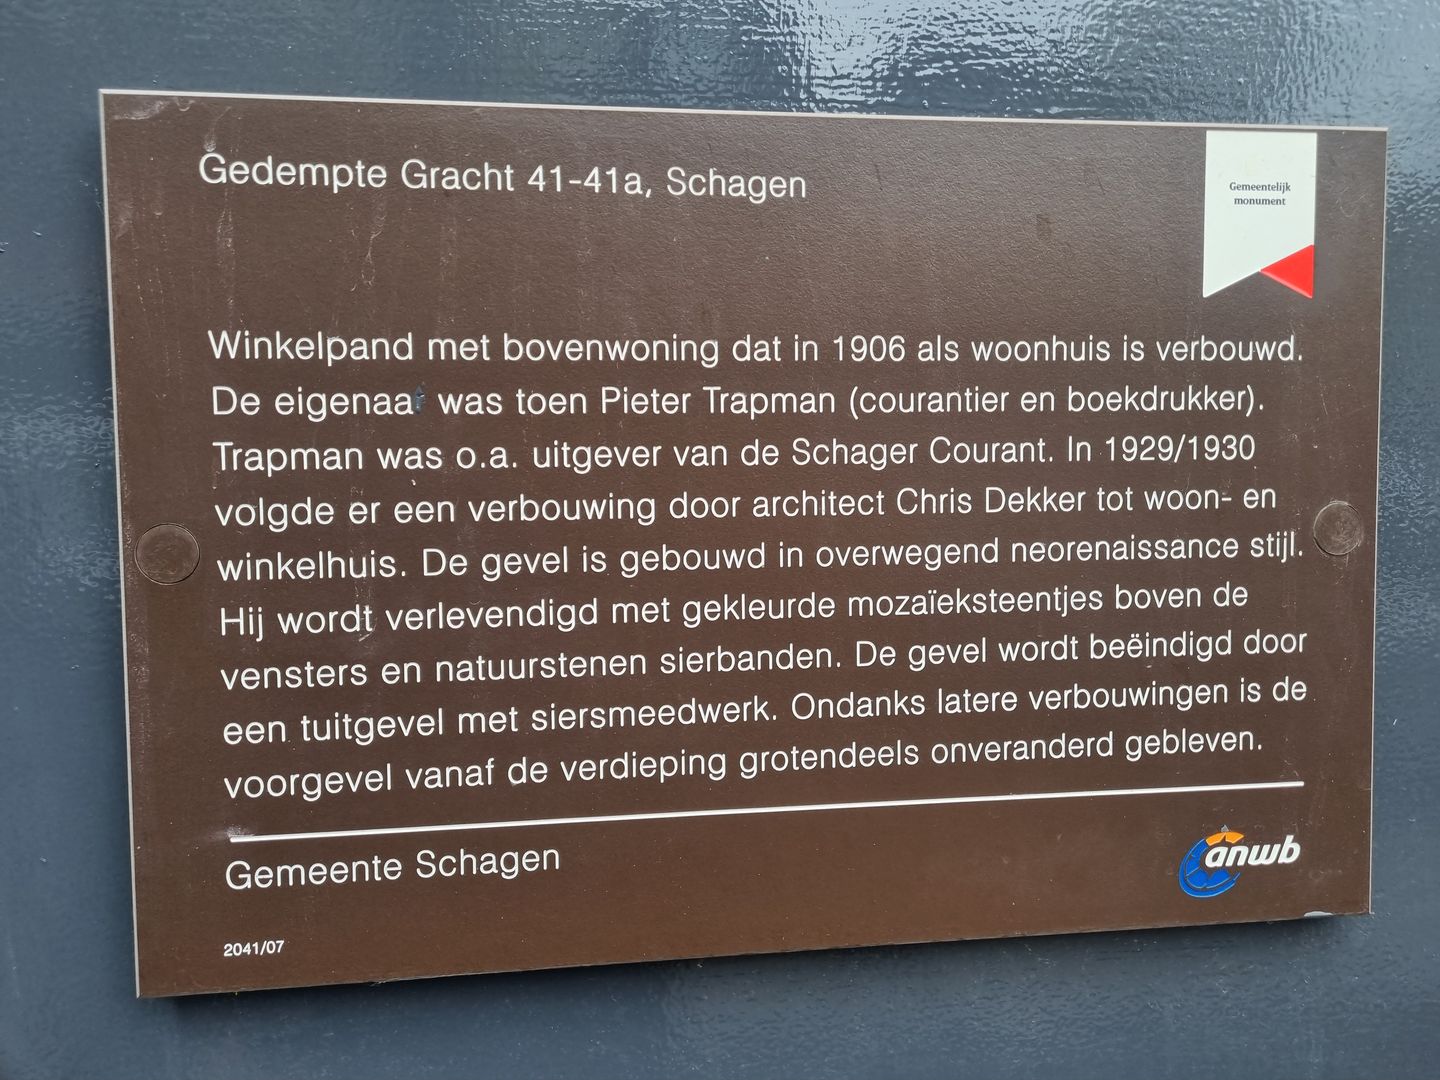 Gedempte Gracht 41-41a, Schagen
Gemeentelijk
monument
Winkelpand met bovenwoning dat in 1906 als woonhuis is verbouwd.
De eigenaar was toen Pieter Trapman (courantier en boekdrukker).
Trapman was o.a. uitgever van de Schager Courant. In 1929/1930
volgde er een verbouwing door architect Chris Dekker tot woon- en
winkelhuis. De gevel is gebouwd in overwegend neorenaissance stijl.
Hij wordt verlevendigd met gekleurde mozaïeksteentjes boven de
vensters en natuurstenen sierbanden. De gevel wordt beëindigd door
een tuitgevel met siersmeedwerk. Ondanks latere verbouwingen is de
voorgevel vanaf de verdieping grotendeels onveranderd gebleven.
Gemeente Schagen
anwb
2041/07